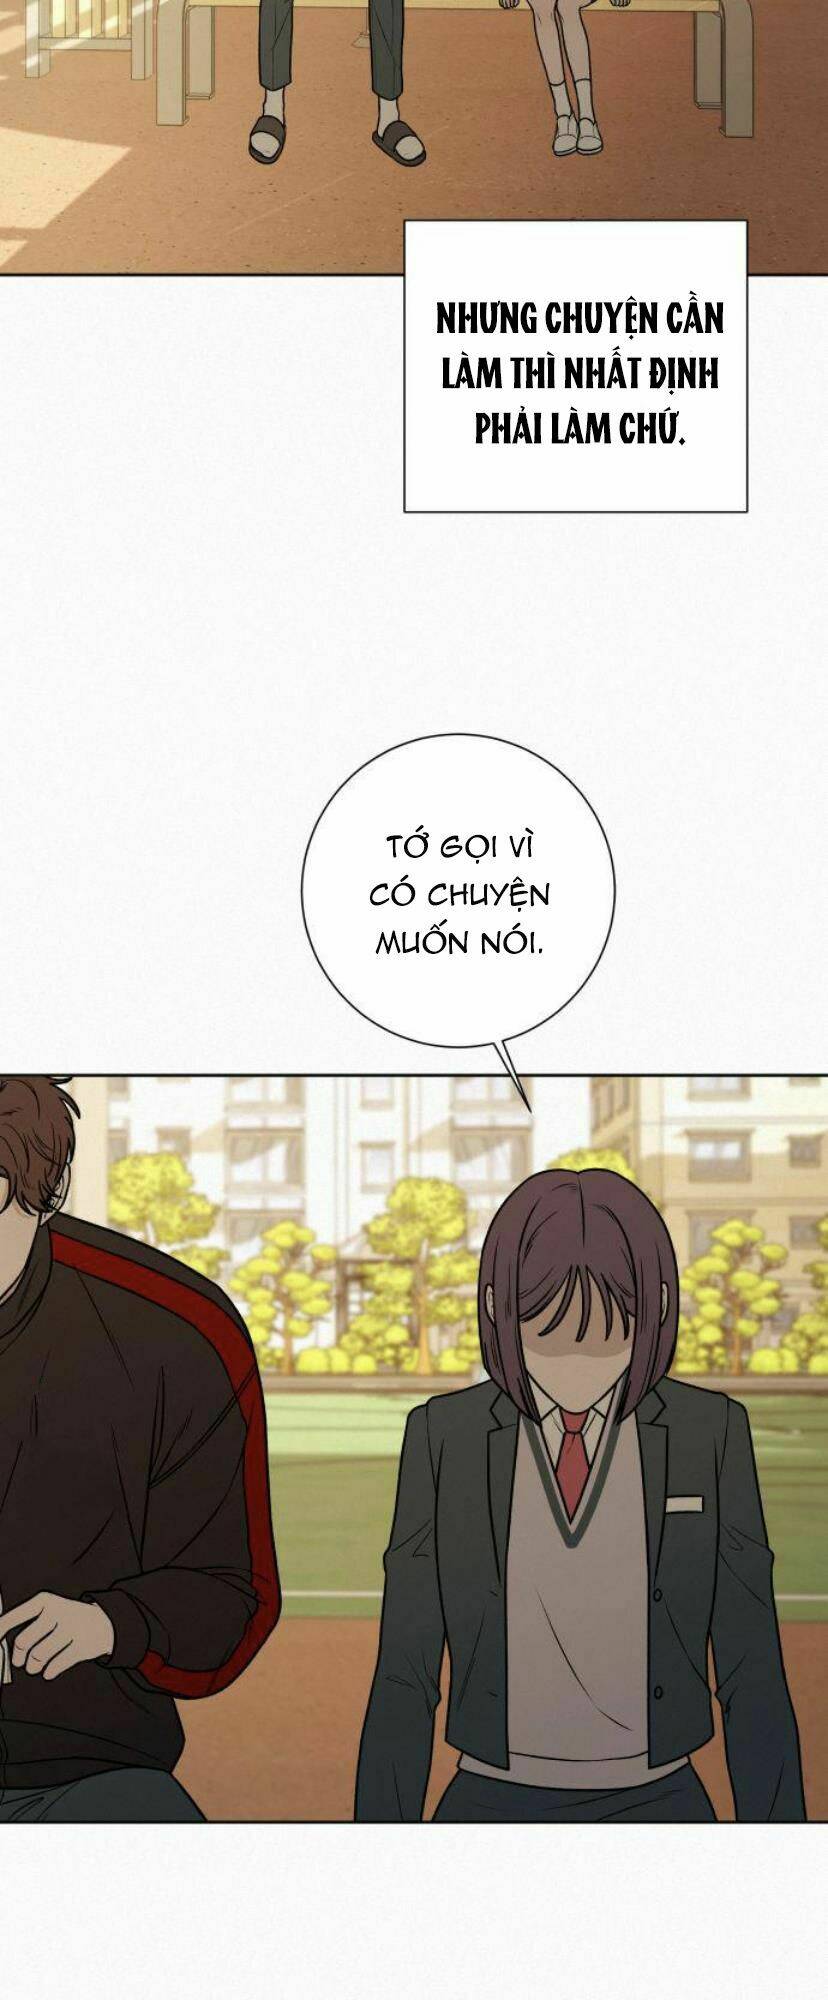 NHƯNG CHUYỆN CẦN
LÀM THÌ NHẤT ĐỊNH
PHẢI LÀM CHỨ.
TỚ GỌI VÌ
CÓ CHUYỆN
MUỐN NÓI.